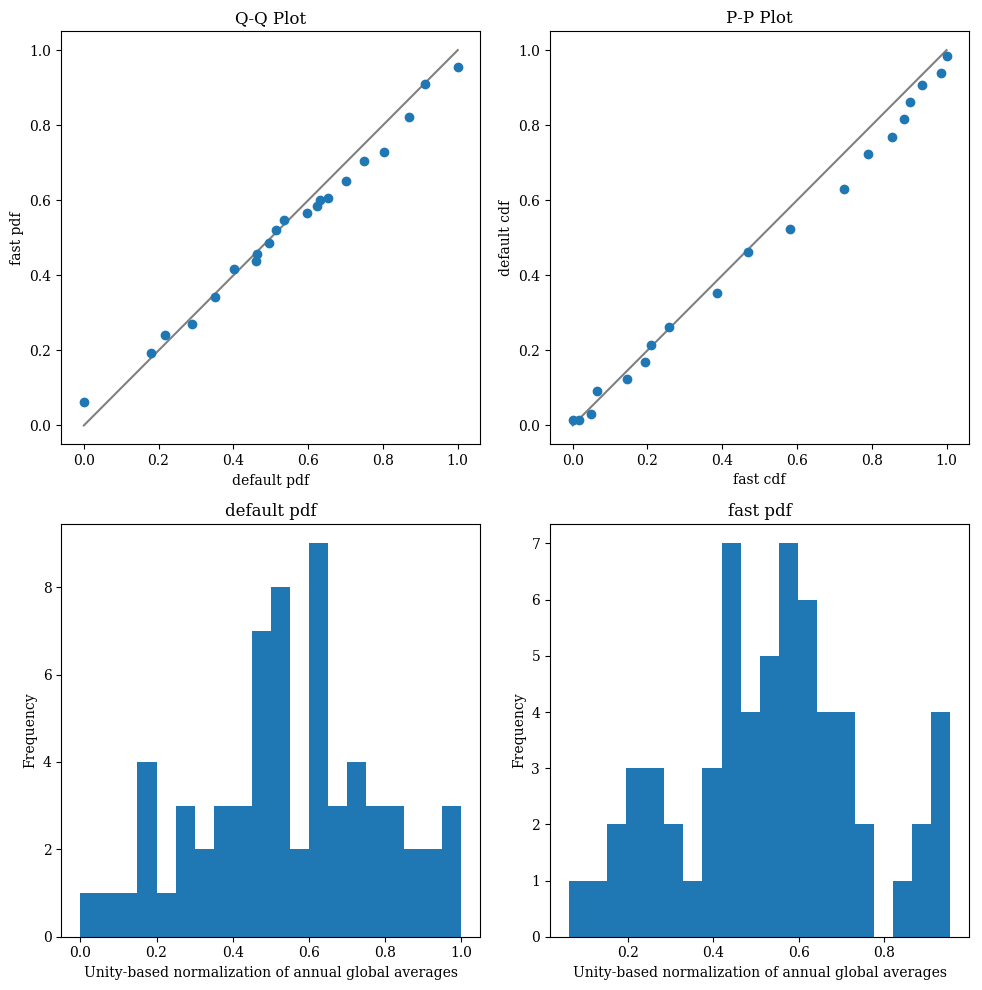 Q-Q Plot
1.0
0.8
0.6
0.4
0.2
0.0
fast pdf
0.0 0.2 0.4 0.6 0.8 1.0
default pdf
P-P Plot
1.0
0.8
0.6
0.4
0.2
0.0
default cdf
0.0 0.2 0.4 0.6 0.8 1.0
fast cdf
default pdf
8
6
4
2
0
Frequency
0.0 0.2 0.4 0.6 0.8 1.0
Unity-based normalization of annual global averages
fast pdf
7
6
5
4
3
2
1
0
Frequency
0.2 0.4 0.6 0.8
Unity-based normalization of annual global averages